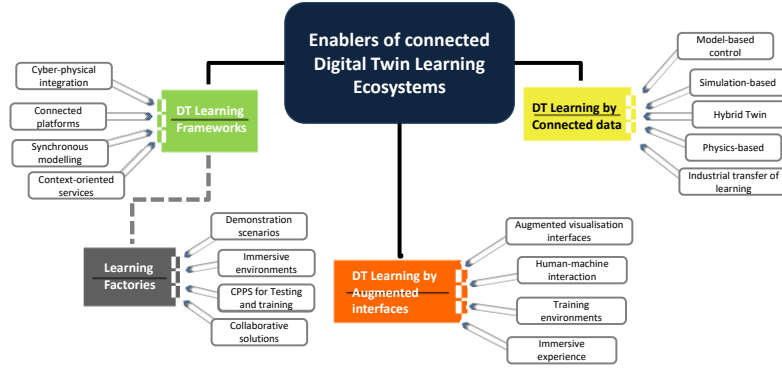 Enablers of connected
Digital Twin Learning
Ecosystems
Cyber-physical
integration
Connected
platforms
Synchronous
modelling
Context-oriented
services
DT Learning
Frameworks
Model-based
control
Simulation-based
Hybrid Twin
Physics-based
Industrial transfer of
learning
DT Learning by
Connected data
Learning
Factories
Demonstration
scenarios
Immersive
environments
CPPS for Testing
and training
Collaborative
solutions
DT Learning by
Augmented
interfaces
Augmented visualisation
interfaces
Human-machine
interaction
Training
environments
Immersive
experience